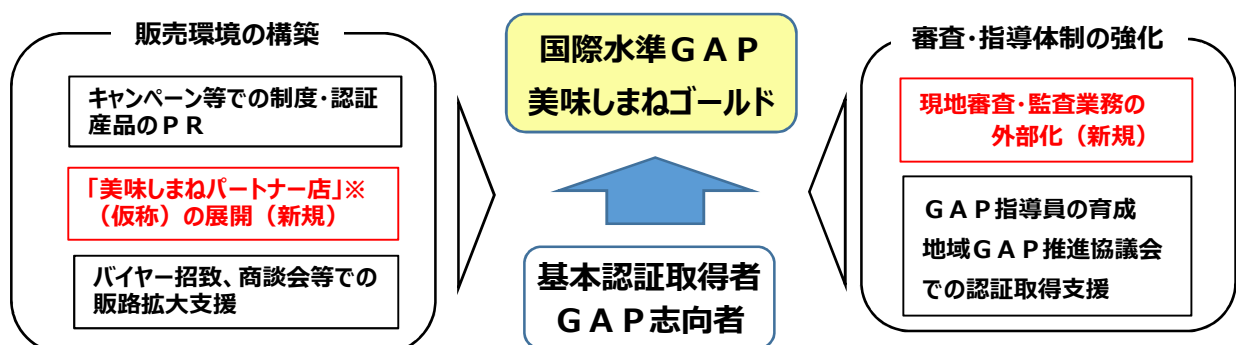 販売環境の構築
キャンペーン等での制度・認証
産品のＰＲ
「美味しまねパートナー店」※
（仮称）の展開（新規）
バイヤー招致、商談会等での
販路拡大支援
国際水準ＧＡＰ
美味しまねゴールド
基本認証取得者
ＧＡＰ志向者
審査・指導体制の強化
現地審査・監査業務の
外部化（新規）
ＧＡＰ指導員の育成
地域ＧＡＰ推進協議会
での認証取得支援